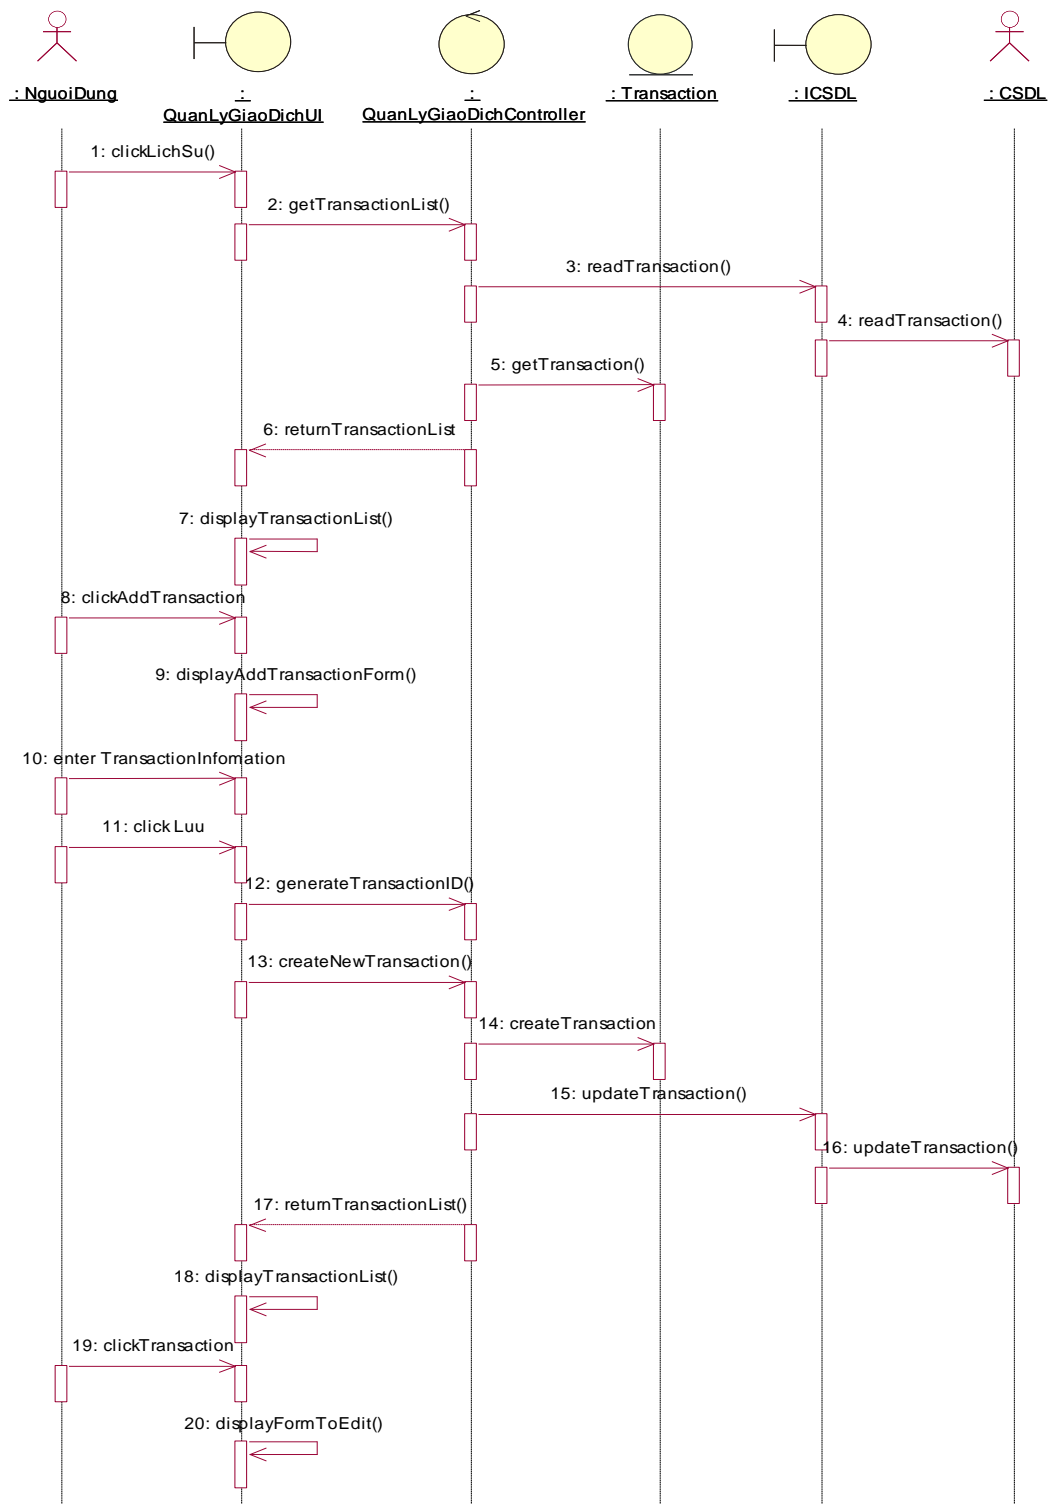 : NguoiDung
:
QuanLyGiaoDichUI
:
QuanLyGiaoDichController
: Transaction
: ICSDL
: CSDL
1: clickLichSu()
2: getTransactionList()
3: readTransaction()
4: readTransaction()
5: getTransaction()
6: returnTransactionList
7: displayTransactionList()
8: clickAddTransaction
9: displayAddTransactionForm()
10: enter TransactionInfomation
11: click Luu
12: generateTransactionID()
13: createNewTransaction()
14: createTransaction
15: updateTransaction()
16: updateTransaction()
17: returnTransactionList()
18: displayTransactionList()
19: clickTransaction
20: displayFormToEdit()